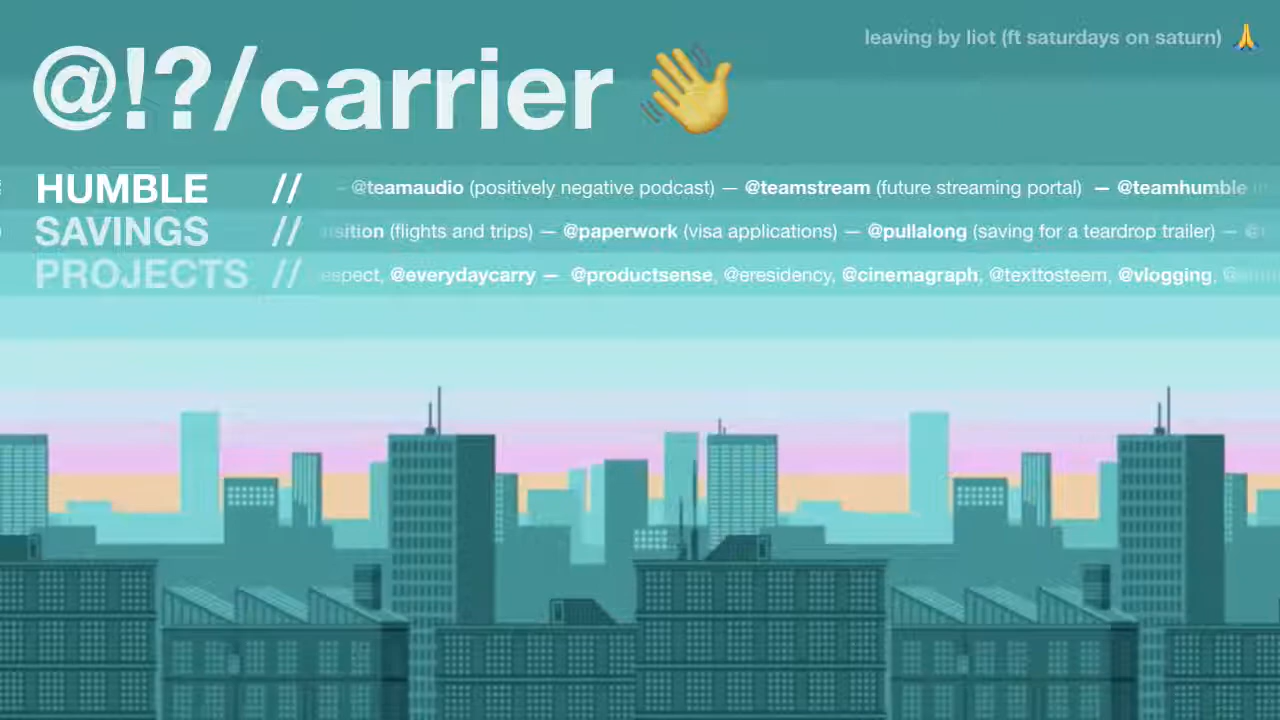 leaving by liot (ft saturdays on saturn) 🙏
@!?/carrier 👋
HUMBLE // — @teamaudio (positively negative podcast) — @teamstream (future streaming portal) — @teamhumble
SAVINGS // (flights and trips) — @paperwork (visa applications) — @pullalong (saving for a teardrop trailer) —
PROJECTS // @everydaycarry — @productsense, @eresidency, @cinemagraph, @texttosteem, @vlogging,